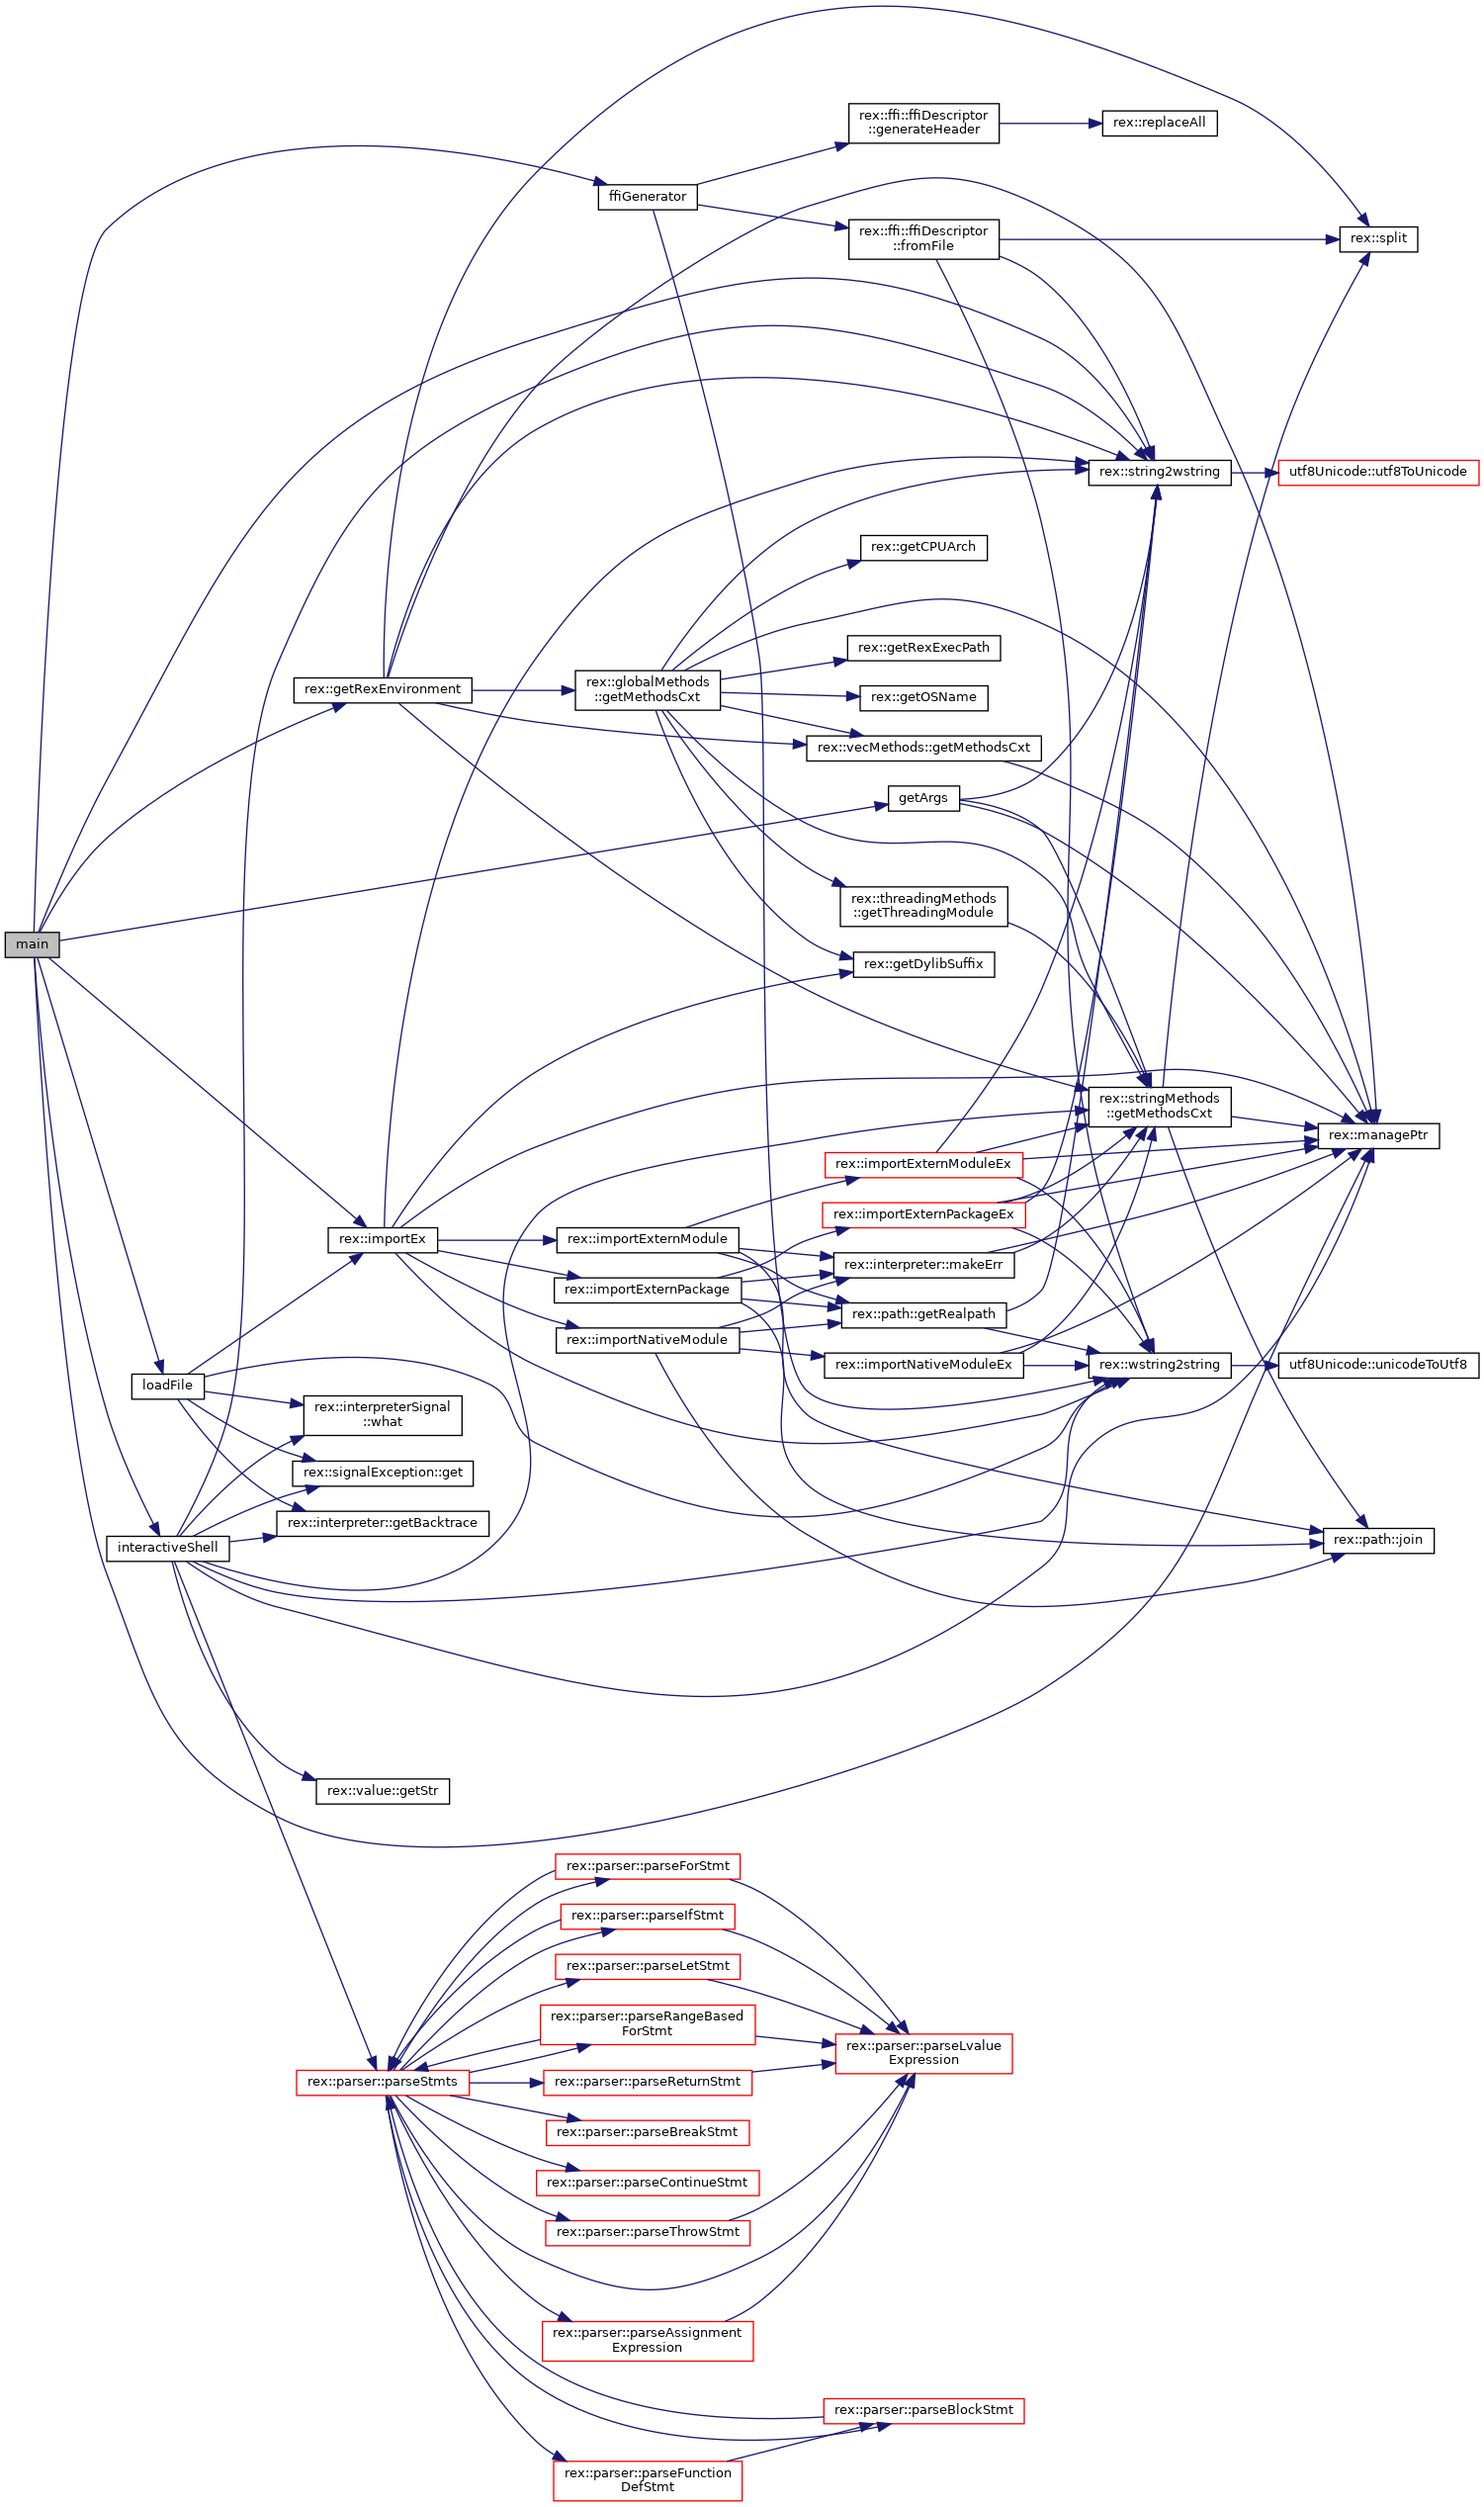 rex::ffi::ffiDescriptor
::generateHeader
rex::replaceAll
ffiGenerator
rex::ffi::ffiDescriptor
::fromFile
rex::split
rex::string2wstring
utf8Unicode::utf8ToUnicode
rex::getCPUArch
rex::getRexExecPath
rex::getRexEnvironment
rex::globalMethods
::getMethodsCxt
rex::getOSName
rex::vecMethods::getMethodsCxt
getArgs
rex::threadingMethods
::getThreadingModule
main
rex::getDylibSuffix
rex::stringMethods
::getMethodsCxt
rex::managePtr
rex::importExternModuleEx
rex::importExternPackageEx
rex::importEx
rex::importExternModule
rex::interpreter::makeErr
rex::importExternPackage
rex::path::getRealpath
rex::importNativeModule
rex::importNativeModuleEx
rex::wstring2string
utf8Unicode::unicodeToUtf8
loadFile
rex::interpreterSignal
::what
rex::signalException::get
rex::interpreter::getBacktrace
interactiveShell
rex::path::join
rex::value::getStr
rex::parser::parseForStmt
rex::parser::parseIfStmt
rex::parser::parseLetStmt
rex::parser::parseRangeBased
ForStmt
rex::parser::parseLvalue
Expression
rex::parser::parseStmts
rex::parser::parseReturnStmt
rex::parser::parseBreakStmt
rex::parser::parseContinueStmt
rex::parser::parseThrowStmt
rex::parser::parseAssignment
Expression
rex::parser::parseBlockStmt
rex::parser::parseFunction
DefStmt